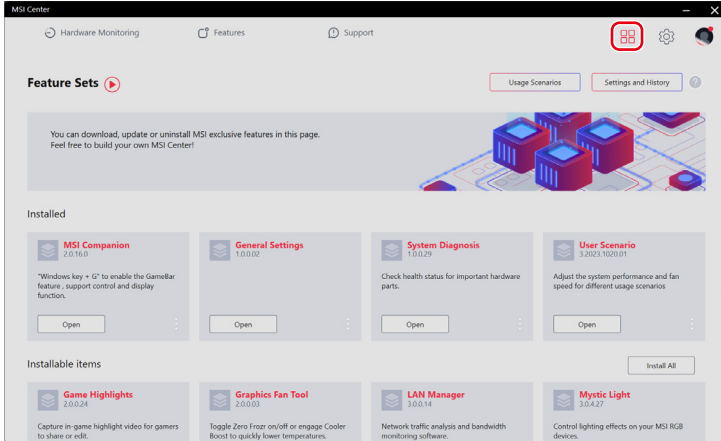 MSI Center
Hardware Monitoring
Features
Support
Feature Sets
Usage Scenarios
Settings and History
?
You can download, update or uninstall MSI exclusive features in this page.
Feel free to build your own MSI Center!
Installed
MSI Companion
2.0.16.0
"Windows key + G" to enable the GameBar
feature , support control and display
function.
Open
General Settings
1.0.0.02
Open
System Diagnosis
1.0.0.29
Check health status for important hardware
parts.
Open
User Scenario
3.2023.1020.01
Adjust the system performance and fan
speed for different usage scenarios
Open
Installable items
Install All
Game Highlights
2.0.0.24
Capture in-game highlight video for gamers
to share or edit.
Graphics Fan Tool
2.0.0.03
Toggle Zero Frozr on/off or engage Cooler
Boost to quickly lower temperatures.
LAN Manager
3.0.0.14
Network traffic analysis and bandwidth
monitoring software.
Mystic Light
3.0.4.27
Control lighting effects on your MSI RGB
devices.